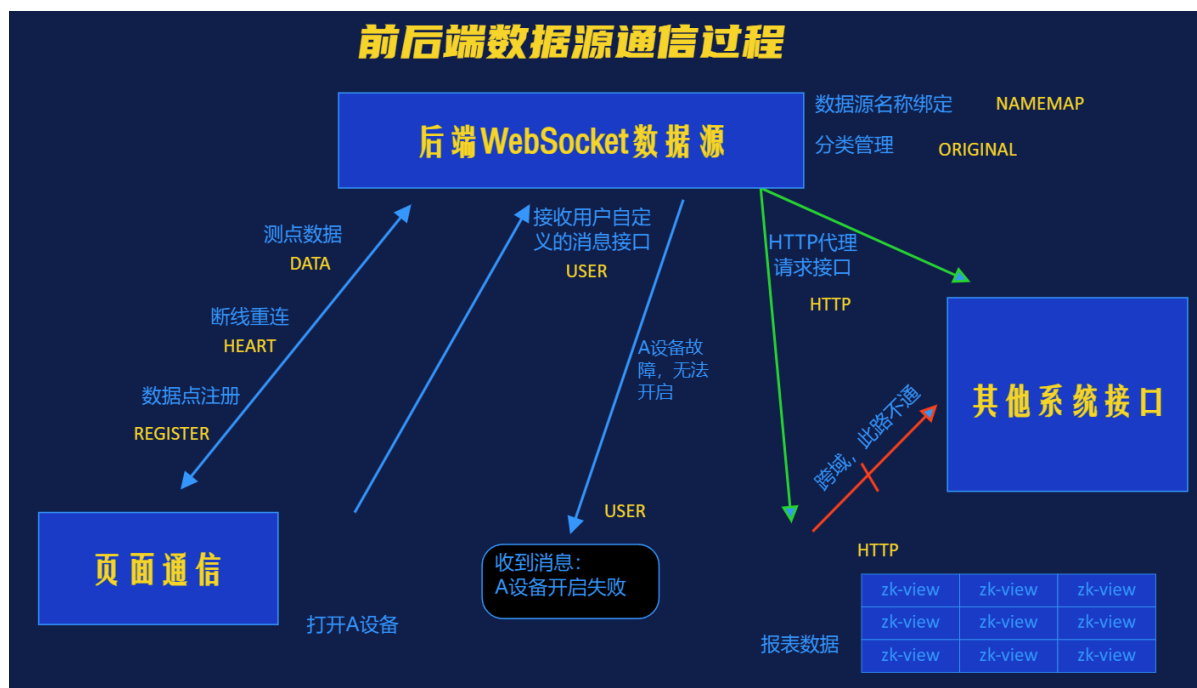 前后端数据源通信过程
后端WebSocket数据源
数据源名称绑定 NAMEMAP
分类管理 ORIGINAL
测点数据
DATA
断线重连
HEART
数据点注册
REGISTER
接收用户自定
义的消息接口
USER
HTTP代理
请求接口
HTTP
A设备故
障，无法
开启
其他系统接口
跨域，此路不通
页面通信
打开A设备
USER
收到消息：
A设备开启失败
HTTP
报表数据
zk-view zk-view zk-view
zk-view zk-view zk-view
zk-view zk-view zk-view